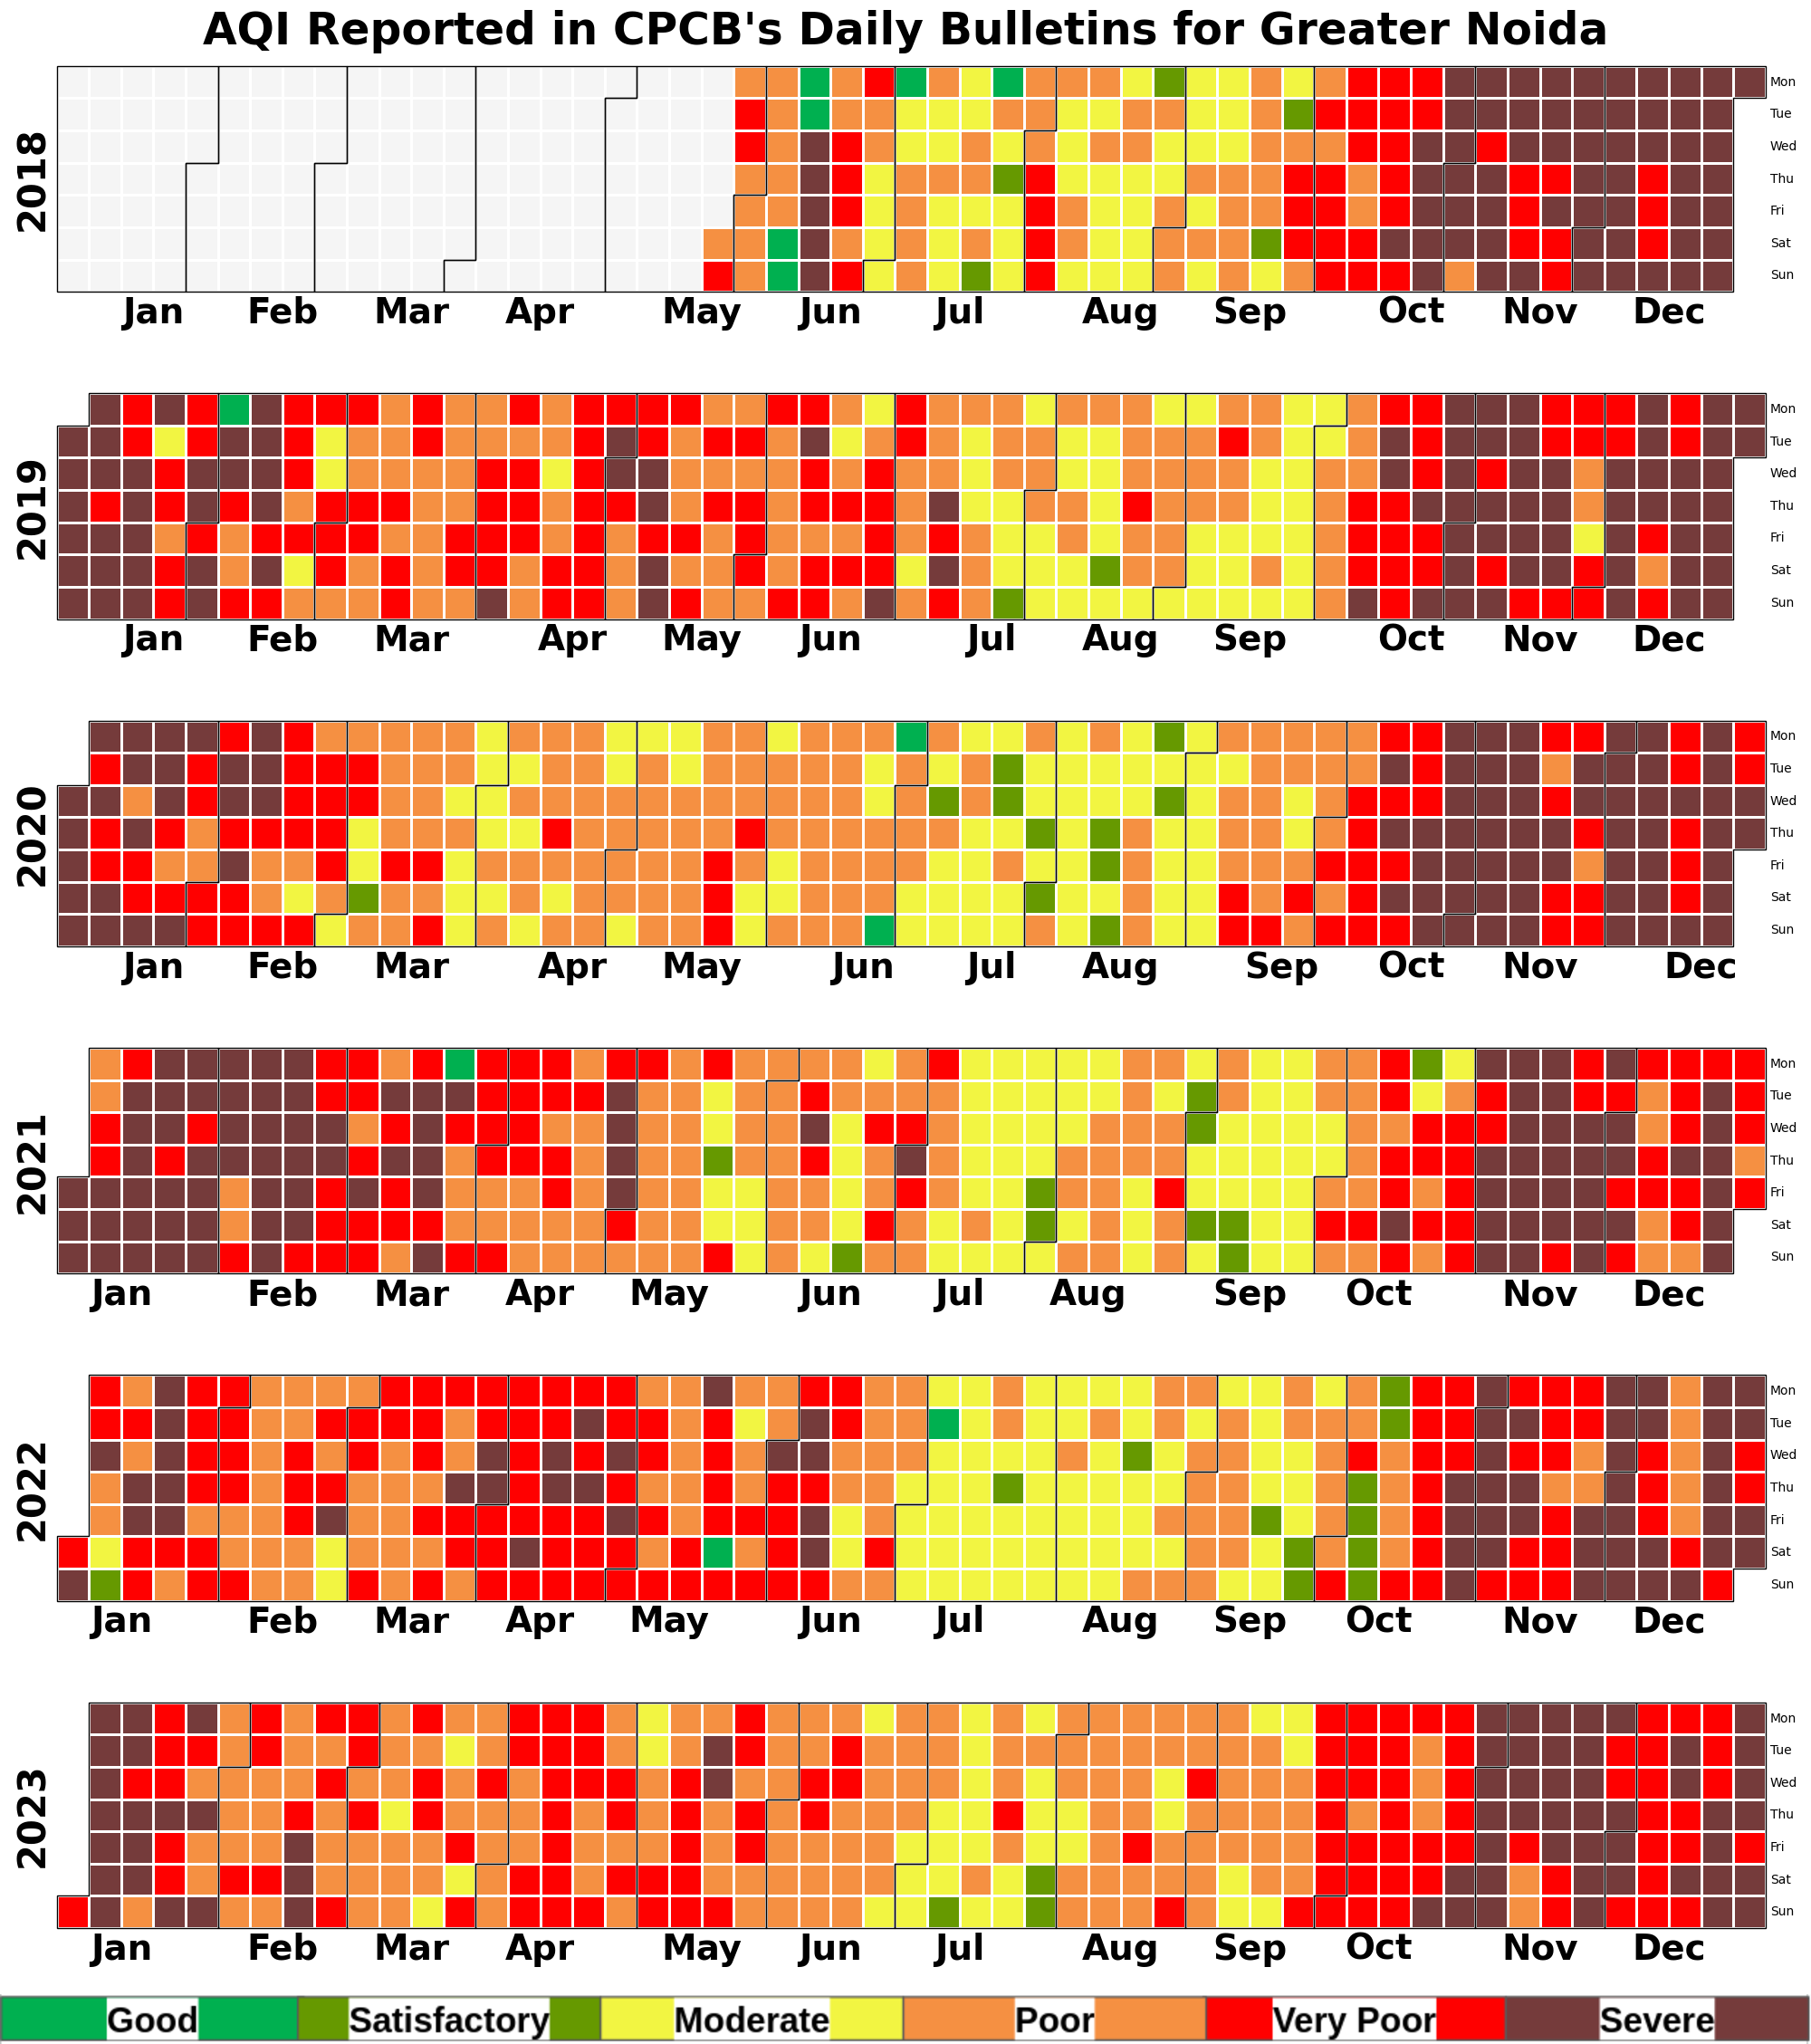 AQI Reported in CPCB's Daily Bulletins for Greater Noida
2018
Mon
Tue
Wed
Thu
Fri
Sat
Sun
Jan Feb Mar Apr May Jun Jul Aug Sep Oct Nov Dec
2019
Mon
Tue
Wed
Thu
Fri
Sat
Sun
Jan Feb Mar Apr May Jun Jul Aug Sep Oct Nov Dec
2020
Mon
Tue
Wed
Thu
Fri
Sat
Sun
Jan Feb Mar Apr May Jun Jul Aug Sep Oct Nov Dec
2021
Mon
Tue
Wed
Thu
Fri
Sat
Sun
Jan Feb Mar Apr May Jun Jul Aug Sep Oct Nov Dec
2022
Mon
Tue
Wed
Thu
Fri
Sat
Sun
Jan Feb Mar Apr May Jun Jul Aug Sep Oct Nov Dec
2023
Mon
Tue
Wed
Thu
Fri
Sat
Sun
Jan Feb Mar Apr May Jun Jul Aug Sep Oct Nov Dec
Good Satisfactory Moderate Poor Very Poor Severe